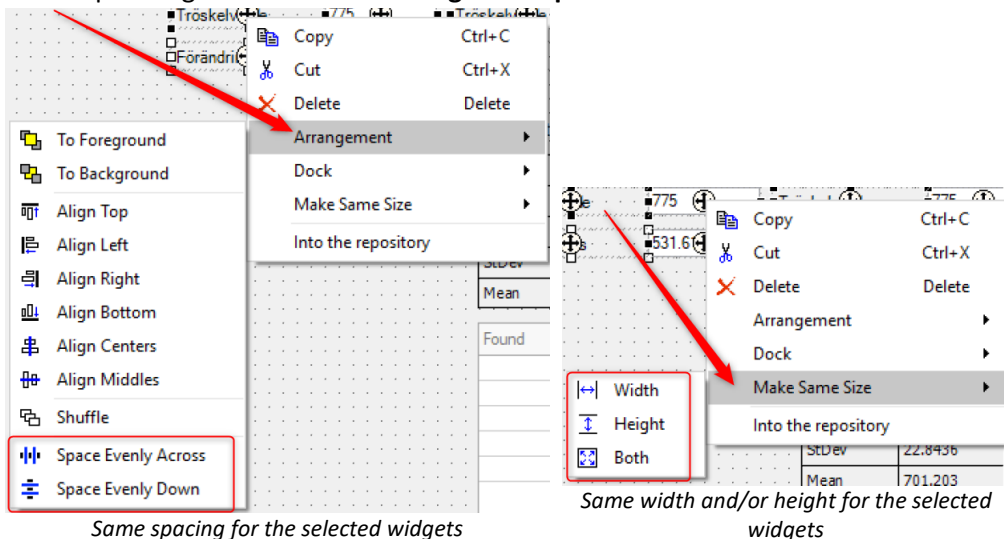 Tröskelv
775
Tröskelv
Förändri
Copy Ctrl+C
Cut Ctrl+X
Delete Delete
Arrangement
Dock
Make Same Size
Into the repository
To Foreground
To Background
Align Top
Align Left
Align Right
Align Bottom
Align Centers
Align Middles
Shuffle
Space Evenly Across
Space Evenly Down
StDev
Mean
Found
Same spacing for the selected widgets
775
775
531.6
Copy Ctrl+C
Cut Ctrl+X
Delete Delete
Arrangement
Dock
Make Same Size
Into the repository
Width
Height
Both
StDev 22.8436
Mean 701.203
Same width and/or height for the selected
widgets